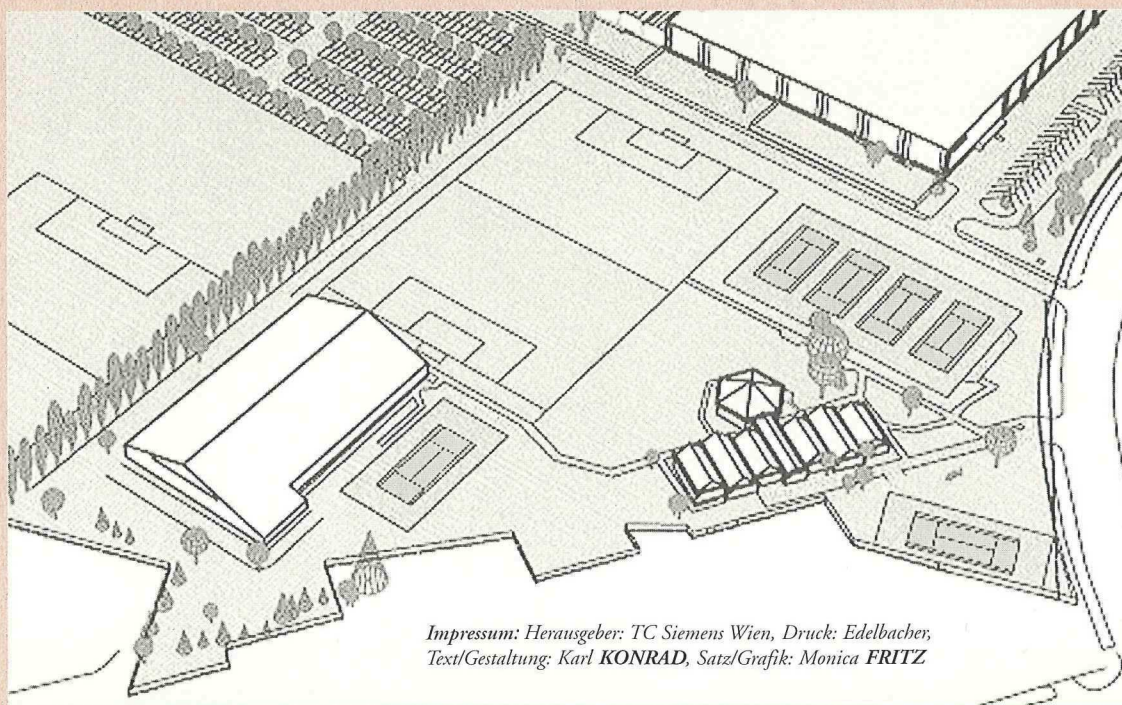 Impressum: Herausgeber: TC Siemens Wien, Druck: Edelbacher,
Text/Gestaltung: Karl KONRAD, Satz/Grafik: Monica FRITZ